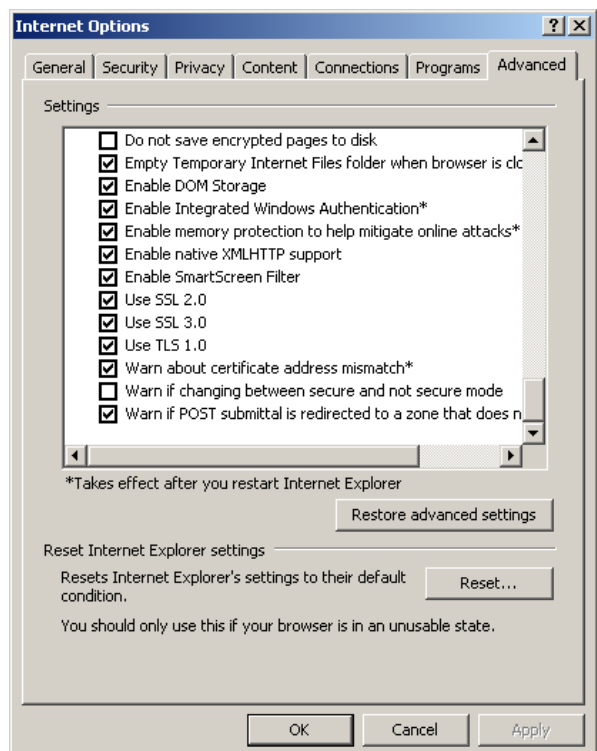 Internet Options
General Security Privacy Content Connections Programs Advanced
Settings
Do not save encrypted pages to disk
Empty Temporary Internet Files folder when browser is clo
Enable DOM Storage
Enable Integrated Windows Authentication*
Enable memory protection to help mitigate online attacks*
Enable native XMLHTTP support
Enable SmartScreen Filter
Use SSL 2.0
Use SSL 3.0
Use TLS 1.0
Warn about certificate address mismatch*
Warn if changing between secure and not secure mode
Warn if POST submittal is redirected to a zone that does n
*Takes effect after you restart Internet Explorer
Restore advanced settings
Reset Internet Explorer settings
Resets Internet Explorer's settings to their default
condition.
Reset...
You should only use this if your browser is in an unusable state.
OK Cancel Apply